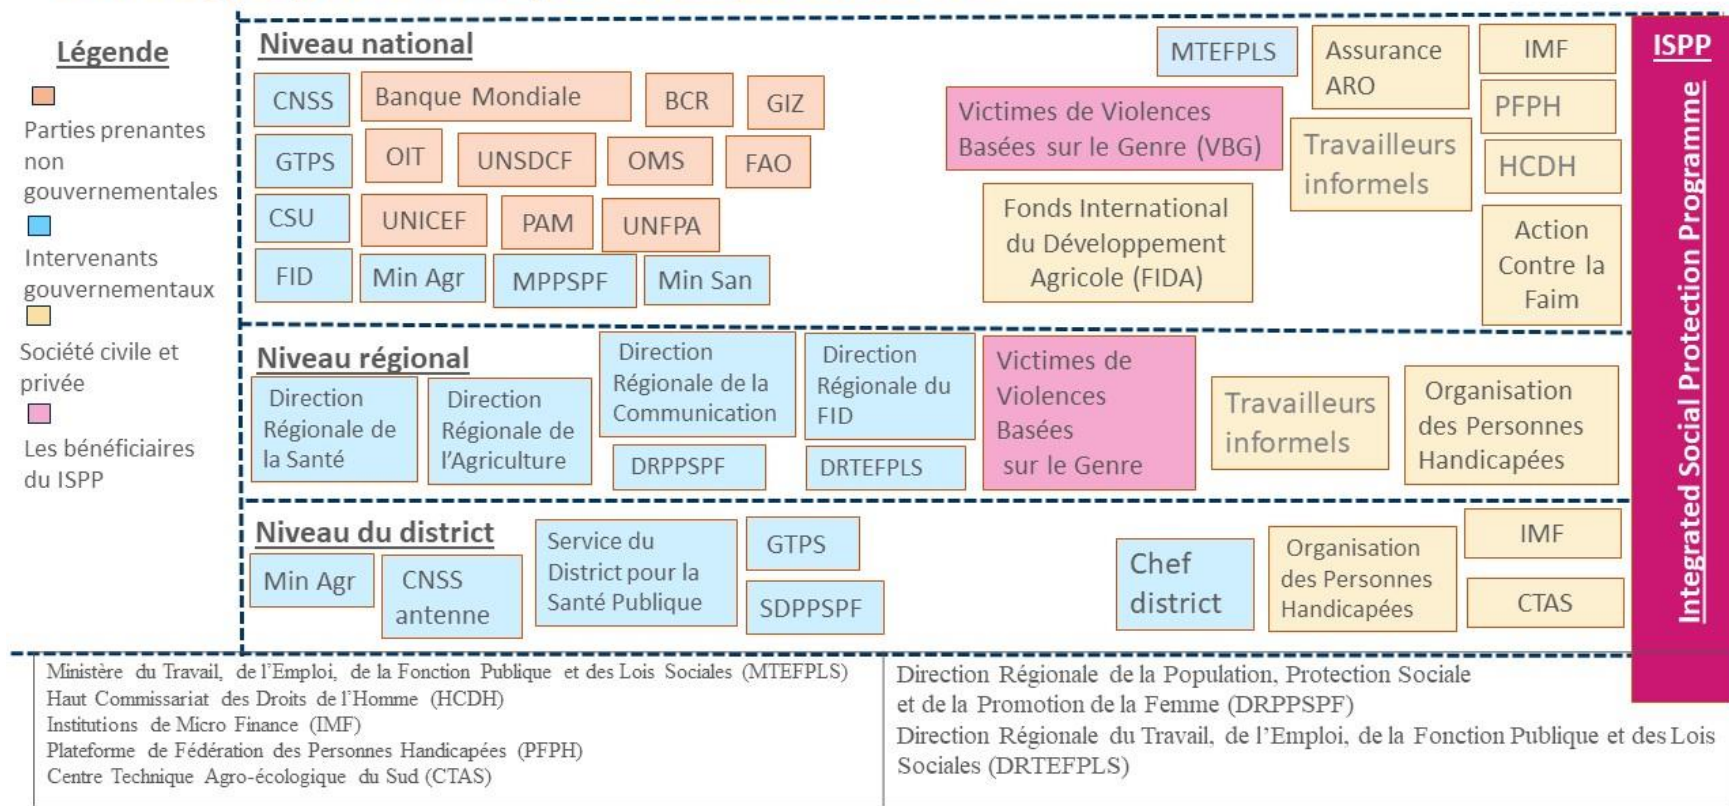 Légende
Parties prenantes
non
gouvernementales
Intervenants
gouvernementaux
Société civile et
privée
Les bénéficiaires
du ISPP
Niveau national
CNSS
Banque Mondiale
BCR
GIZ
GTPS
OIT
UNSDCF
OMS
FAO
CSU
UNICEF
PAM
UNFPA
FID
Min Agr
MPPSPF
Min San
MTEFPLS
Assurance
ARO
IMF
Victimes de Violences
Basées sur le Genre (VBG)
PFPH
Travailleurs
informels
HCDH
Fonds International
du Développement
Agricole (FIDA)
Action
Contre la
Faim
Niveau régional
Direction
Régionale de
la Santé
Direction
Régionale de
l'Agriculture
Direction
Régionale de la
Communication
DRPPSPF
Direction
Régionale du
FID
DRTEFPLS
Victimes de
Violences
Basées
sur le Genre
Travailleurs
informels
Organisation
des Personnes
Handicapées
Niveau du district
Min Agr
CNSS
antenne
Service du
District pour la
Santé Publique
GTPS
SDPPSPF
Chef
district
Organisation
des Personnes
Handicapées
IMF
CTAS
ISPP
Integrated Social Protection Programme
Ministère du Travail, de l'Emploi, de la Fonction Publique et des Lois Sociales (MTEFPLS)
Haut Commissariat des Droits de l'Homme (HCDH)
Institutions de Micro Finance (IMF)
Plateforme de Fédération des Personnes Handicapées (PFPH)
Centre Technique Agro-écologique du Sud (CTAS)
Direction Régionale de la Population, Protection Sociale
et de la Promotion de la Femme (DRPPSPF)
Direction Régionale du Travail, de l'Emploi, de la Fonction Publique et des Lois
Sociales (DRTEFPLS)